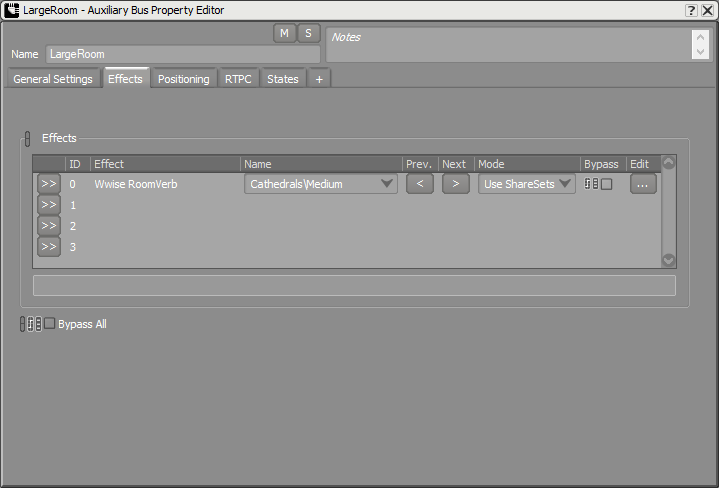 LargeRoom - Auxiliary Bus Property Editor
M S
Notes
Name LargeRoom
General Settings Effects Positioning RTPC States +
Effects
ID Effect Name Prev. Next Mode Bypass Edit
>> 0 Wwise RoomVerb Cathedrals\Medium < > Use ShareSets ...
>> 1
>> 2
>> 3
Bypass All